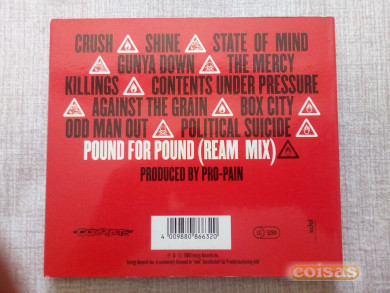 CRUSH SHINE STATE OF MIND
GUNYA DOWN THE MERCY
KILLINGS CONTENTS UNDER PRESSURE
AGAINST THE GRAIN BOX CITY
ODD MAN OUT POLITICAL SUICIDE
POUND FOR POUND (REAM MIX)
PRODUCED BY PRO-PAIN
4 009880 866320
coisas